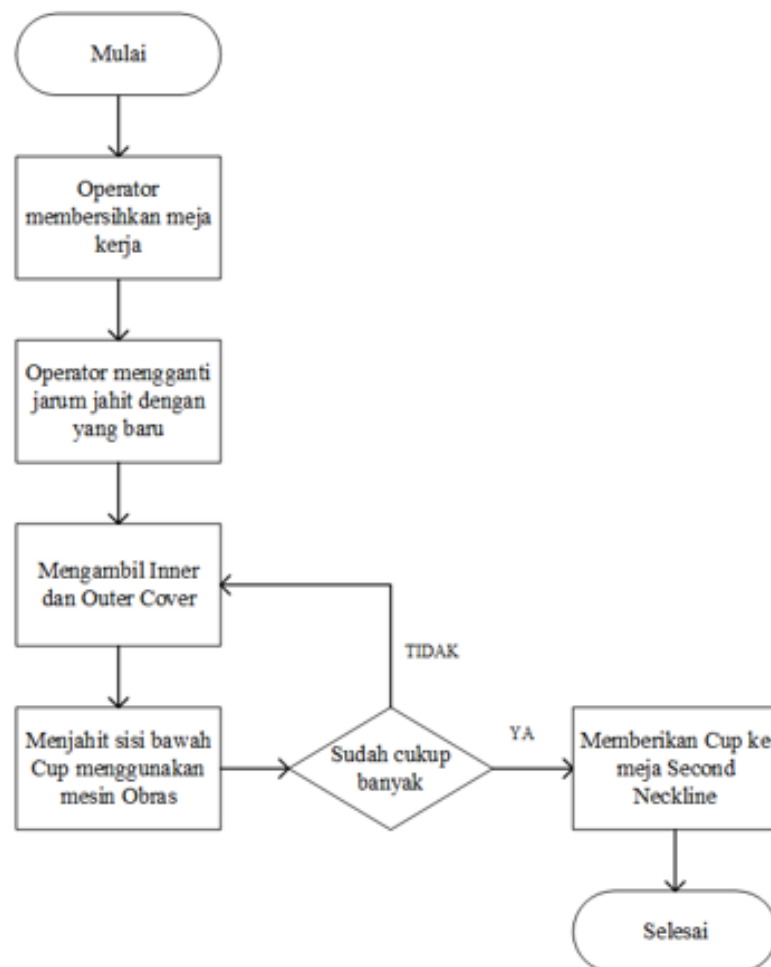 Mulai
Operator
membersihkan meja
kerja
Operator mengganti
jarum jahit dengan
yang baru
Mengambil Inner
dan Outer Cover
TIDAK
Menjahit sisi bawah
Cup menggunakan
mesin Obras
Sudah cukup
banyak
YA
Memberikan Cup ke
meja Second
Neckline
Selesai